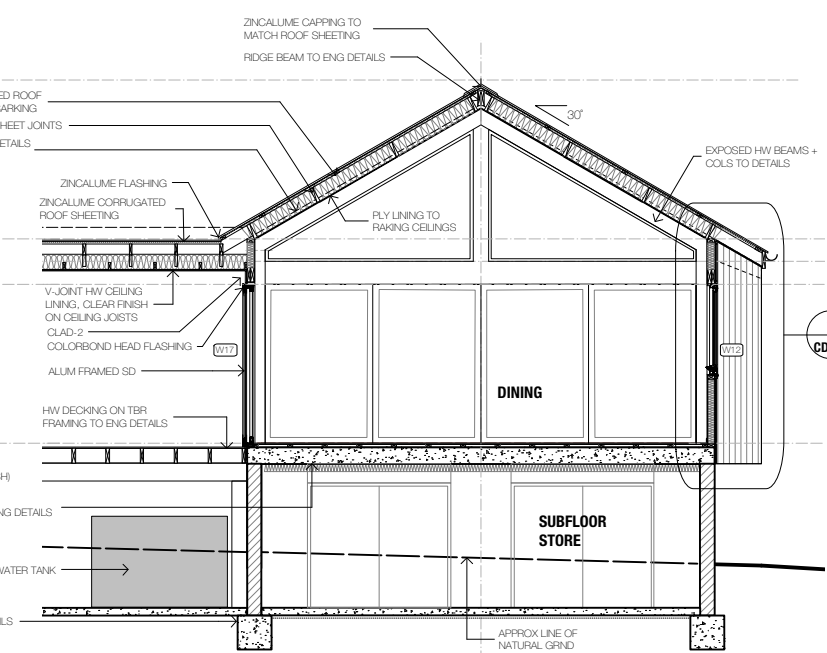 ZINCALUME CAPPING TO
MATCH ROOF SHEETING
RIDGE BEAM TO ENG DETAILS
ED ROOF
ARKING
HEET JOINTS
ETAILS
30°
EXPOSED HW BEAMS +
COLS TO DETAILS
ZINCALUME FLASHING
ZINCALUME CORRUGATED
ROOF SHEETING
PLY LINING TO
RAKING CEILINGS
V-JOINT HW CEILING
LINING, CLEAR FINISH
ON CEILING JOISTS
CLAD-2
COLORBOND HEAD FLASHING
W17
W12
CD
ALUM FRAMED SD
DINING
HW DECKING ON TBR
FRAMING TO ENG DETAILS
SH)
NG DETAILS
SUBFLOOR
STORE
WATER TANK
ILS
APPROX LINE OF
NATURAL GRND